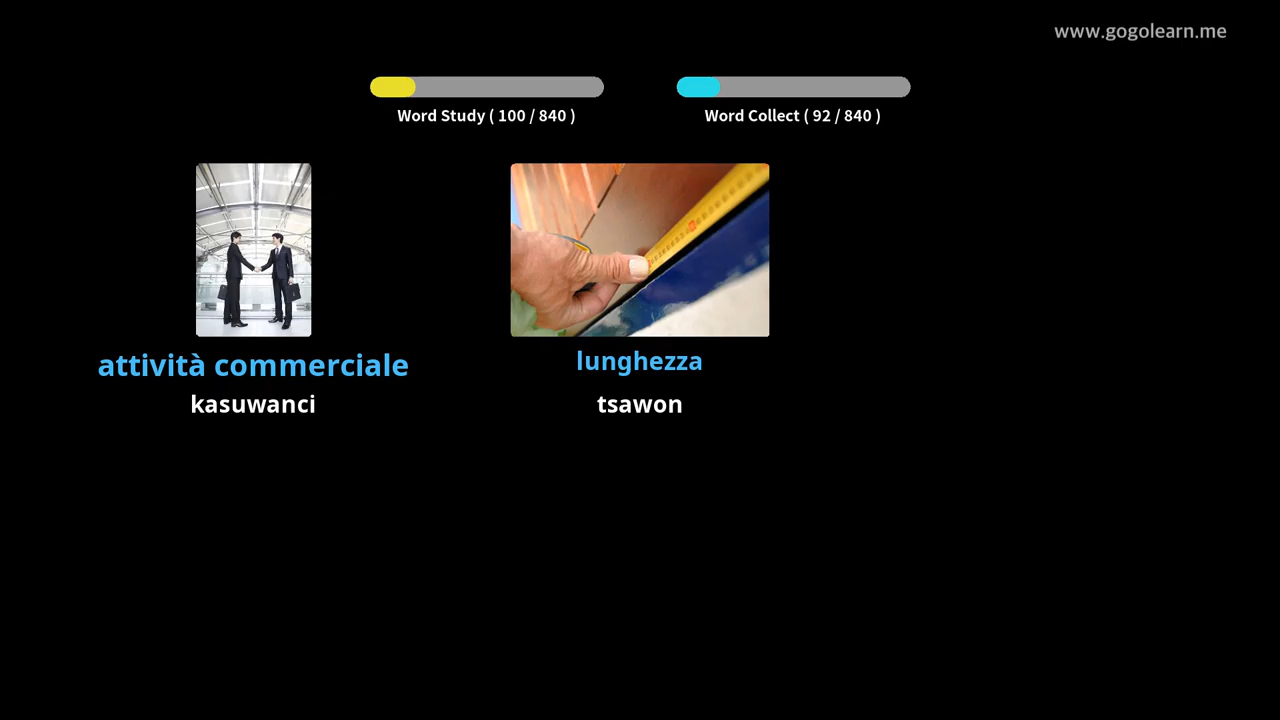 www.gogolearn.me
Word Study ( 100 / 840 )
Word Collect ( 92 / 840 )
attività commerciale
kasuwanci
lunghezza
tsawon